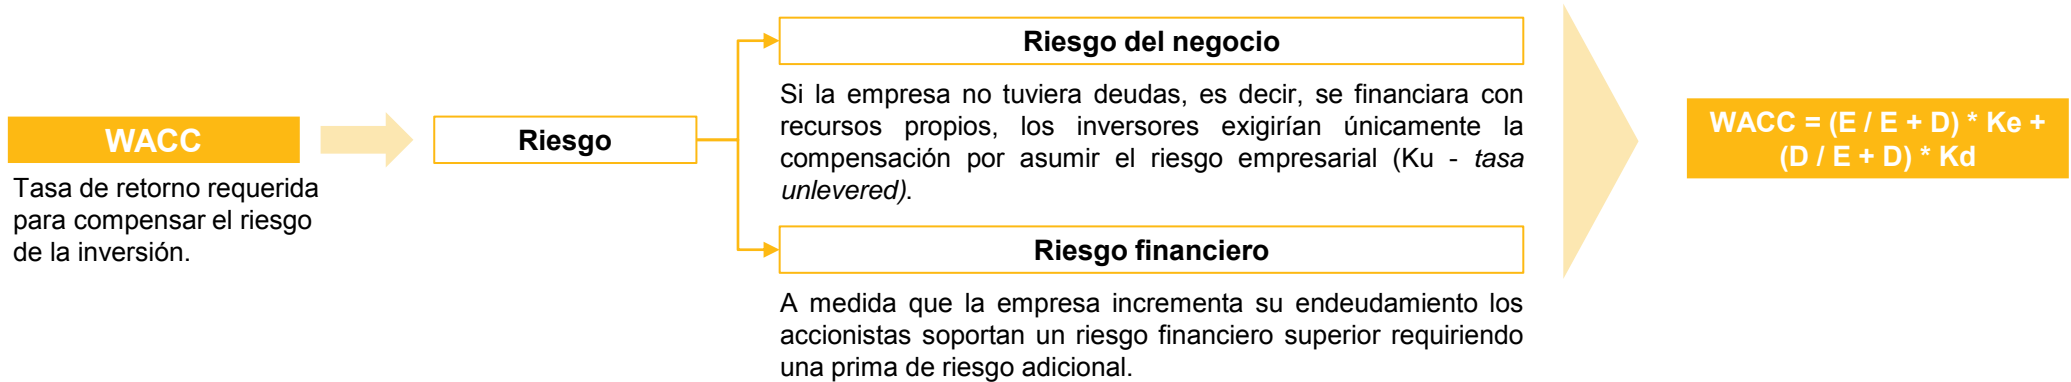 WACC
Tasa de retorno requerida
para compensar el riesgo
de la inversión.
Riesgo
Riesgo del negocio
Si la empresa no tuviera deudas, es decir, se financiara con
recursos propios, los inversores exigirían únicamente la
compensación por asumir el riesgo empresarial (Ku - tasa
unlevered).
Riesgo financiero
A medida que la empresa incrementa su endeudamiento los
accionistas soportan un riesgo financiero superior requiriendo
una prima de riesgo adicional.
WACC = (E / E + D) * Ke +
(D / E + D) * Kd